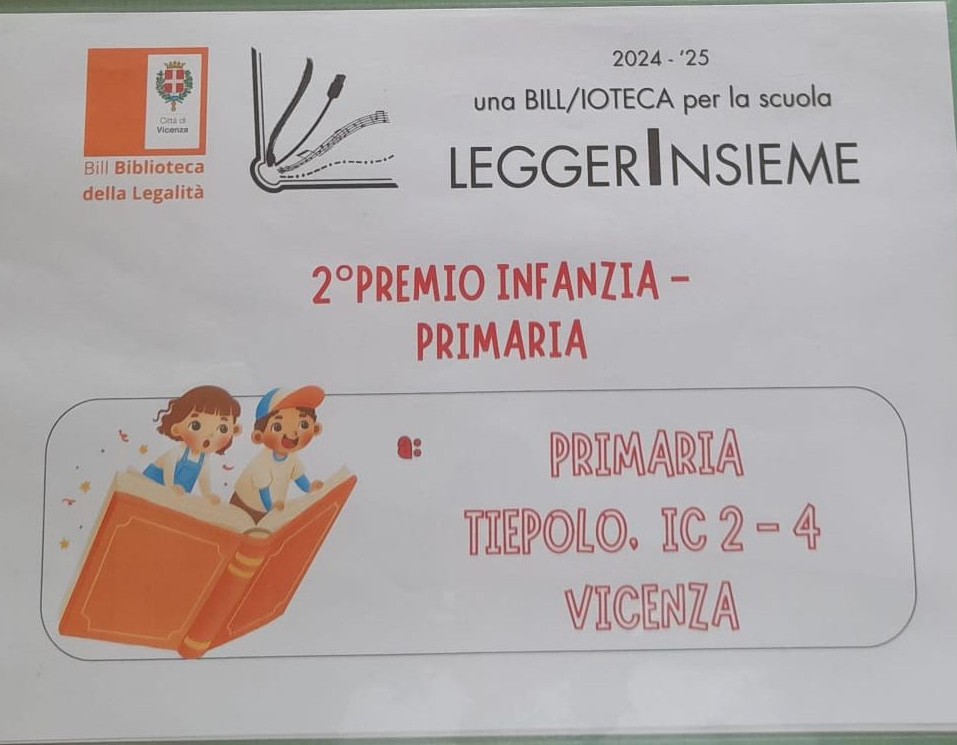 Città di
Vicenza
Bill Biblioteca
della Legalità
2024 - '25
una BILL/IOTECA per la scuola
LEGGERINSIEME
2°PREMIO INFANZIA –
PRIMARIA
a:
PRIMARIA
TIEPOLO, IC 2 – 4
VICENZA